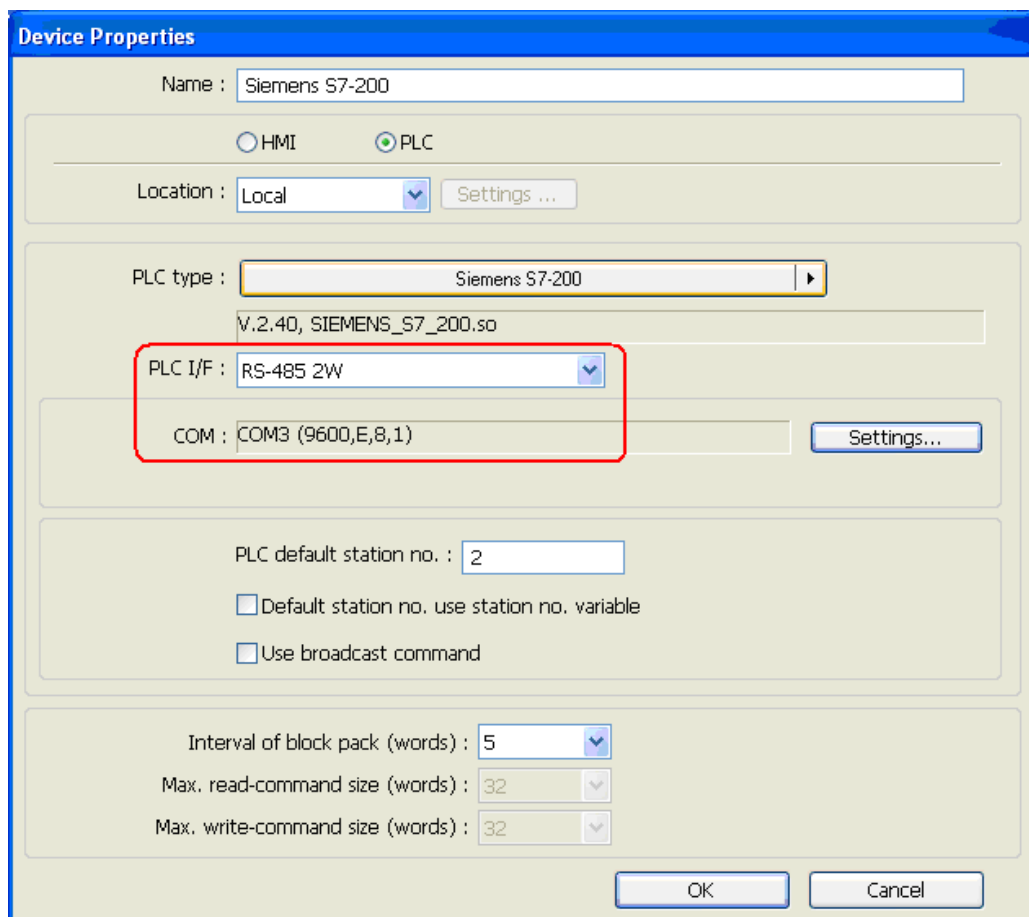 Device Properties
Name : Siemens S7-200
HMI PLC
Location : Local Settings ...
PLC type : Siemens S7-200
V.2.40, SIEMENS_S7_200.so
PLC I/F : RS-485 2W
COM : COM3 (9600,E,8,1) Settings...
PLC default station no. : 2
Default station no. use station no. variable
Use broadcast command
Interval of block pack (words) : 5
Max. read-command size (words) : 32
Max. write-command size (words) : 32
OK Cancel